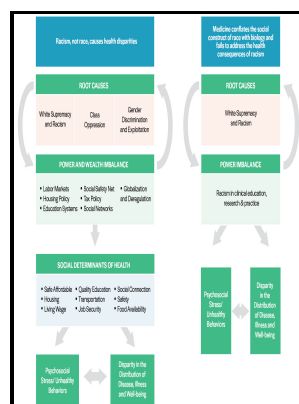 Racism, not race, causes health disparities
ROOT CAUSES
White Supremacy
and Racism
Class
Oppression
Gender
Discrimination
and Exploitation
POWER AND WEALTH IMBALANCE
• Labor Markets
• Housing Policy
• Education Systems
• Social Safety Net
• Tax Policy
• Social Networks
• Globalization
and Deregulation
SOCIAL DETERMINANTS OF HEALTH
• Safe Affordable
• Housing
• Living Wage
• Quality Education
• Transportation
• Job Security
• Social Connection
• Safety
• Food Availability
Psychosocial
Stress/ Unhealthy
Behaviors
Disparity in the
Distribution of
Disease, Illness
and Well-being
Medicine conflates the social
construct of race with biology and
fails to address the health
consequences of racism
ROOT CAUSES
White Supremacy
and Racism
POWER IMBALANCE
Racism in clinical education,
research & practice
Psychosocial
Stress/ Unhealthy
Behaviors
Disparity
in the
Distribution
of Disease,
Illness and
Well-being